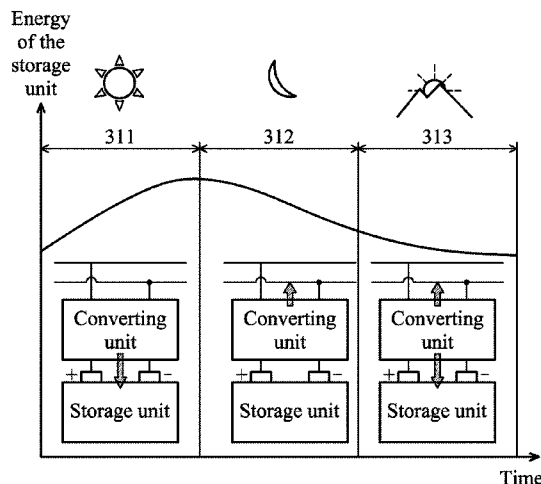 Energy
of the
storage
unit
311
312
313
Converting
unit
+
-
Storage unit
Converting
unit
+
-
Storage unit
Converting
unit
+
-
Storage unit
Time